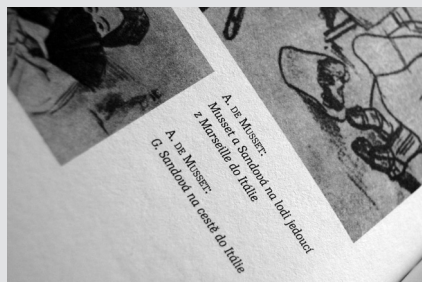 A. DE MUSSET:
Musset a Sandová na lodi jedoucí
z Marseille do Itálie
A. DE MUSSET:
G. Sandová na cestě do Itálie